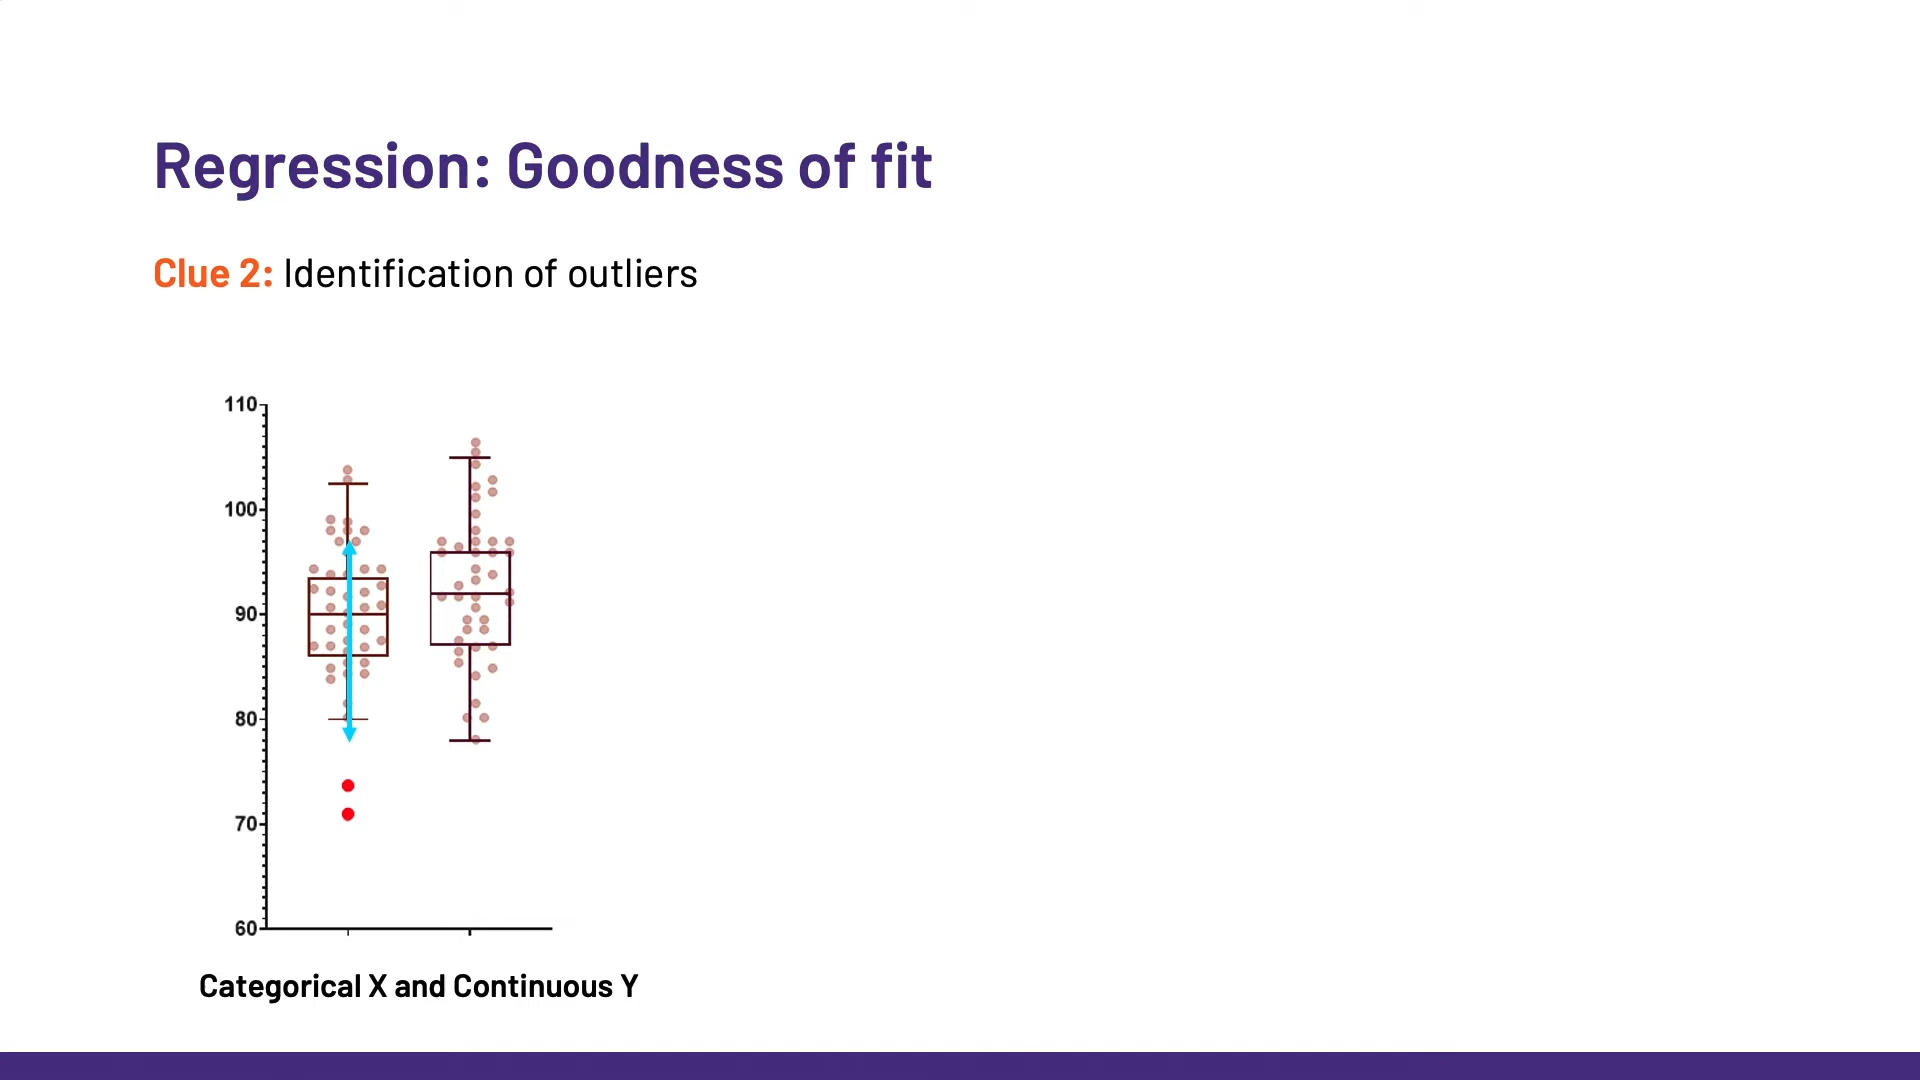 Regression: Goodness of fit
Clue 2: Identification of outliers
110
100
90
80
70
60
Categorical X and Continuous Y